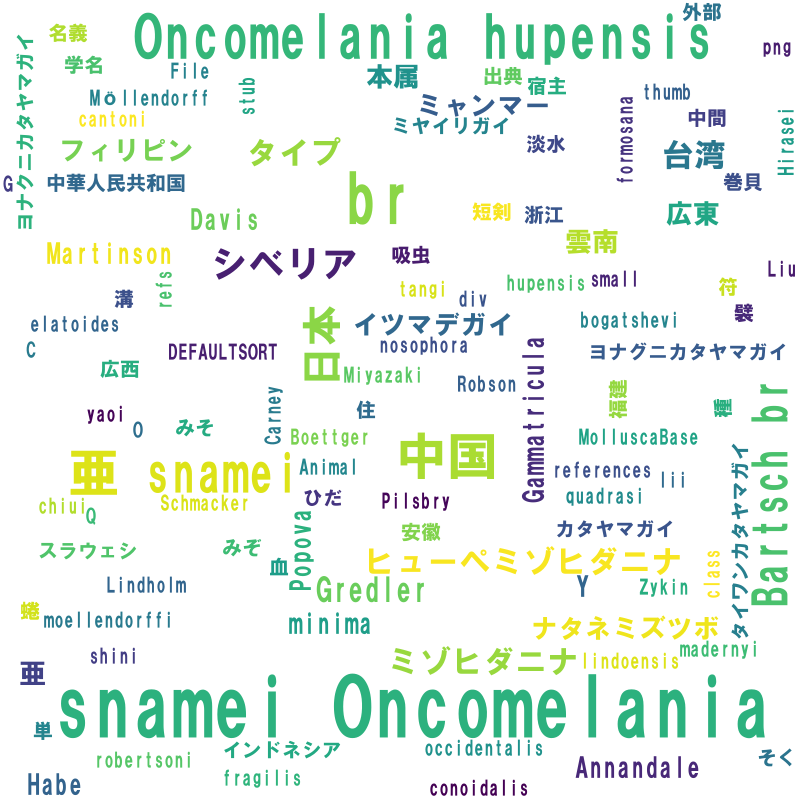 外部
Oncomelania hupensis
png
名義
学名
File
本属
出典
宿主
ヨナクニカタヤマガイ
Möllendorff
stub
thumb
cantoni
ミャンマー
中間
ミヤイリガイ
formosana
Hirasei
フィリピン
タイプ
淡水
台湾
G
中華人民共和国
br
巻貝
Davis
短剣
浙江
広東
Martinson
シベリア
吸虫
雲南
Liu
refs
tangi
hupensis
small
符
溝
div
襞
elatoides
日本
イツマデガイ
bogatshevi
C
DEFAULTSORT
nosophora
Gammatricula
ヨナグニカタヤマガイ
広西
Miyazaki
Robson
福建
Bartsch br
yaoi
O
みそ
Carney
住
種
Boettger
MolluscaBase
亜 snamei
Animal
中国
references
lii
タイワンカタヤマガイ
chiui
Q
Schmacker
ひだ
Pilsbry
quadrasi
スラウェシ
みぞ
血
Popova
安徽
カタヤマガイ
ヒューペミゾヒダニナ
class
Lindholm
Gredler
Y
Zykin
蜷
moellendorffi
minima
ナタネミズツボ
shini
亜
ミゾヒダニナ
lindoensis
madernyi
snamei Oncomelania
単
robertsoni
インドネシア
occidentalis
そく
Habe
fragilis
conoidalis
Annandale